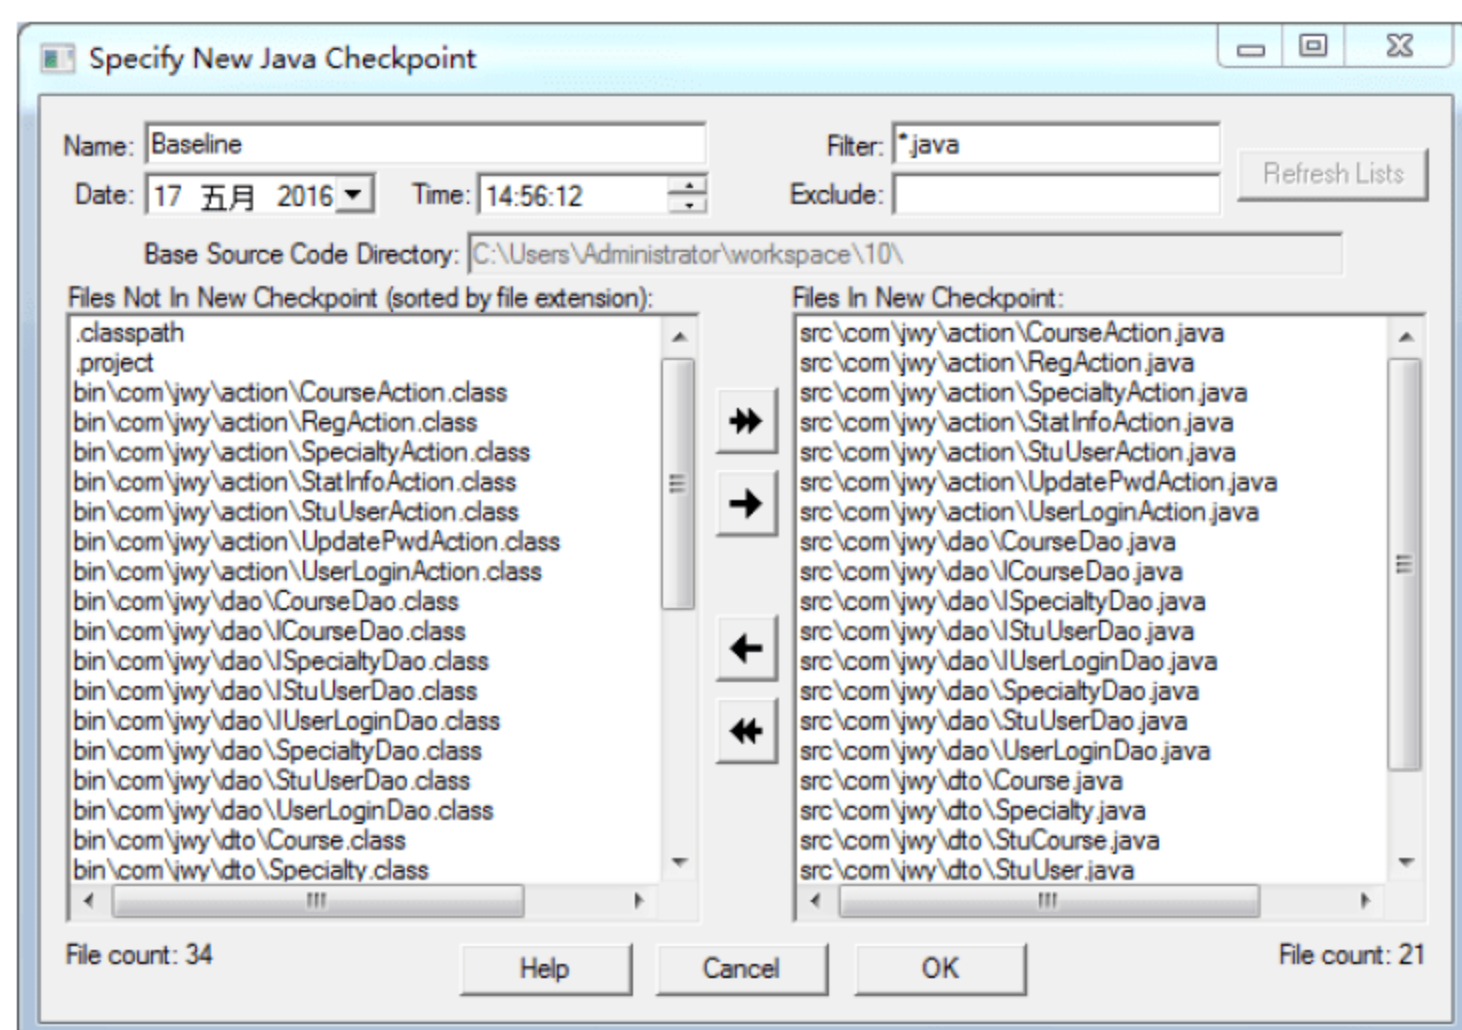 Specify New Java Checkpoint
Name: Baseline Filter: *.java Refresh Lists
Date: 17 五月 2016 Time: 14:56:12 Exclude:
Base Source Code Directory: C:\Users\Administrator\workspace\10\
Files Not In New Checkpoint (sorted by file extension):
.classpath
.project
bin\com\jwy\action\CourseAction.class
bin\com\jwy\action\RegAction.class
bin\com\jwy\action\SpecialtyAction.class
bin\com\jwy\action\StatInfoAction.class
bin\com\jwy\action\StuUserAction.class
bin\com\jwy\action\UpdatePwdAction.class
bin\com\jwy\action\UserLoginAction.class
bin\com\jwy\dao\CourseDao.class
bin\com\jwy\dao\ICourseDao.class
bin\com\jwy\dao\ISpecialtyDao.class
bin\com\jwy\dao\IStuUserDao.class
bin\com\jwy\dao\IUserLoginDao.class
bin\com\jwy\dao\SpecialtyDao.class
bin\com\jwy\dao\StuUserDao.class
bin\com\jwy\dao\UserLoginDao.class
bin\com\jwy\dto\Course.class
bin\com\jwy\dto\Specialty.class
File count: 34
Files In New Checkpoint:
src\com\jwy\action\CourseAction.java
src\com\jwy\action\RegAction.java
src\com\jwy\action\SpecialtyAction.java
src\com\jwy\action\StatInfoAction.java
src\com\jwy\action\StuUserAction.java
src\com\jwy\action\UpdatePwdAction.java
src\com\jwy\action\UserLoginAction.java
src\com\jwy\dao\CourseDao.java
src\com\jwy\dao\ICourseDao.java
src\com\jwy\dao\ISpecialtyDao.java
src\com\jwy\dao\IStuUserDao.java
src\com\jwy\dao\IUserLoginDao.java
src\com\jwy\dao\SpecialtyDao.java
src\com\jwy\dao\StuUserDao.java
src\com\jwy\dao\UserLoginDao.java
src\com\jwy\dto\Course.java
src\com\jwy\dto\Specialty.java
src\com\jwy\dto\StuCourse.java
src\com\jwy\dto\StuUser.java
File count: 21
Help Cancel OK